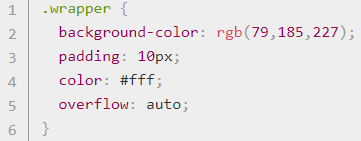 1 .wrapper {
2 background-color: rgb(79,185,227);
3 padding: 10px;
4 color: #fff;
5 overflow: auto;
6 }